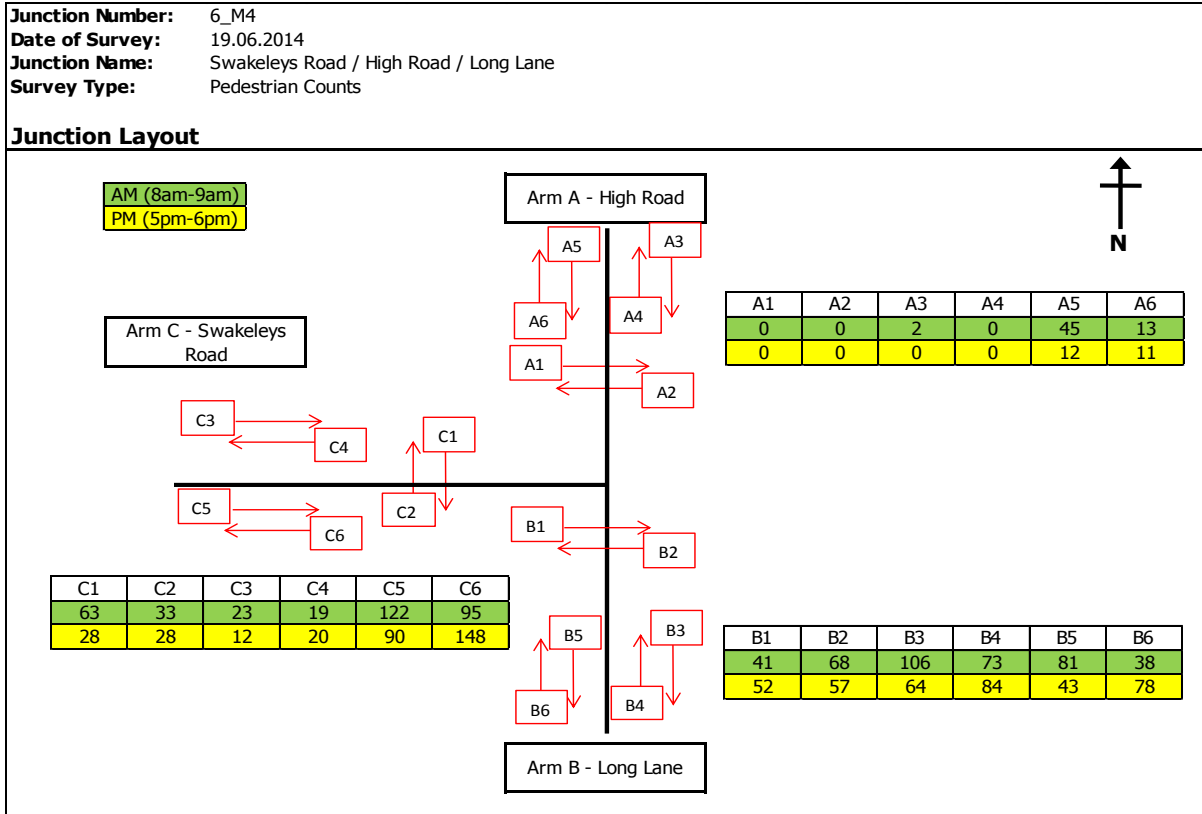 Junction Number: 6_M4
Date of Survey: 19.06.2014
Junction Name: Swakeleys Road / High Road / Long Lane
Survey Type: Pedestrian Counts
Junction Layout
AM (8am-9am)
PM (5pm-6pm)
Arm A - High Road
N
A5
A3
A6
A4
A1
A2
A1 A2 A3 A4 A5 A6
0 0 2 0 45 13
0 0 0 0 12 11
Arm C - Swakeleys
Road
C3
C4
C1
C5
C6
C2
B1
B2
C1 C2 C3 C4 C5 C6
63 33 23 19 122 95
28 28 12 20 90 148
B5
B3
B6
B4
B1 B2 B3 B4 B5 B6
41 68 106 73 81 38
52 57 64 84 43 78
Arm B - Long Lane